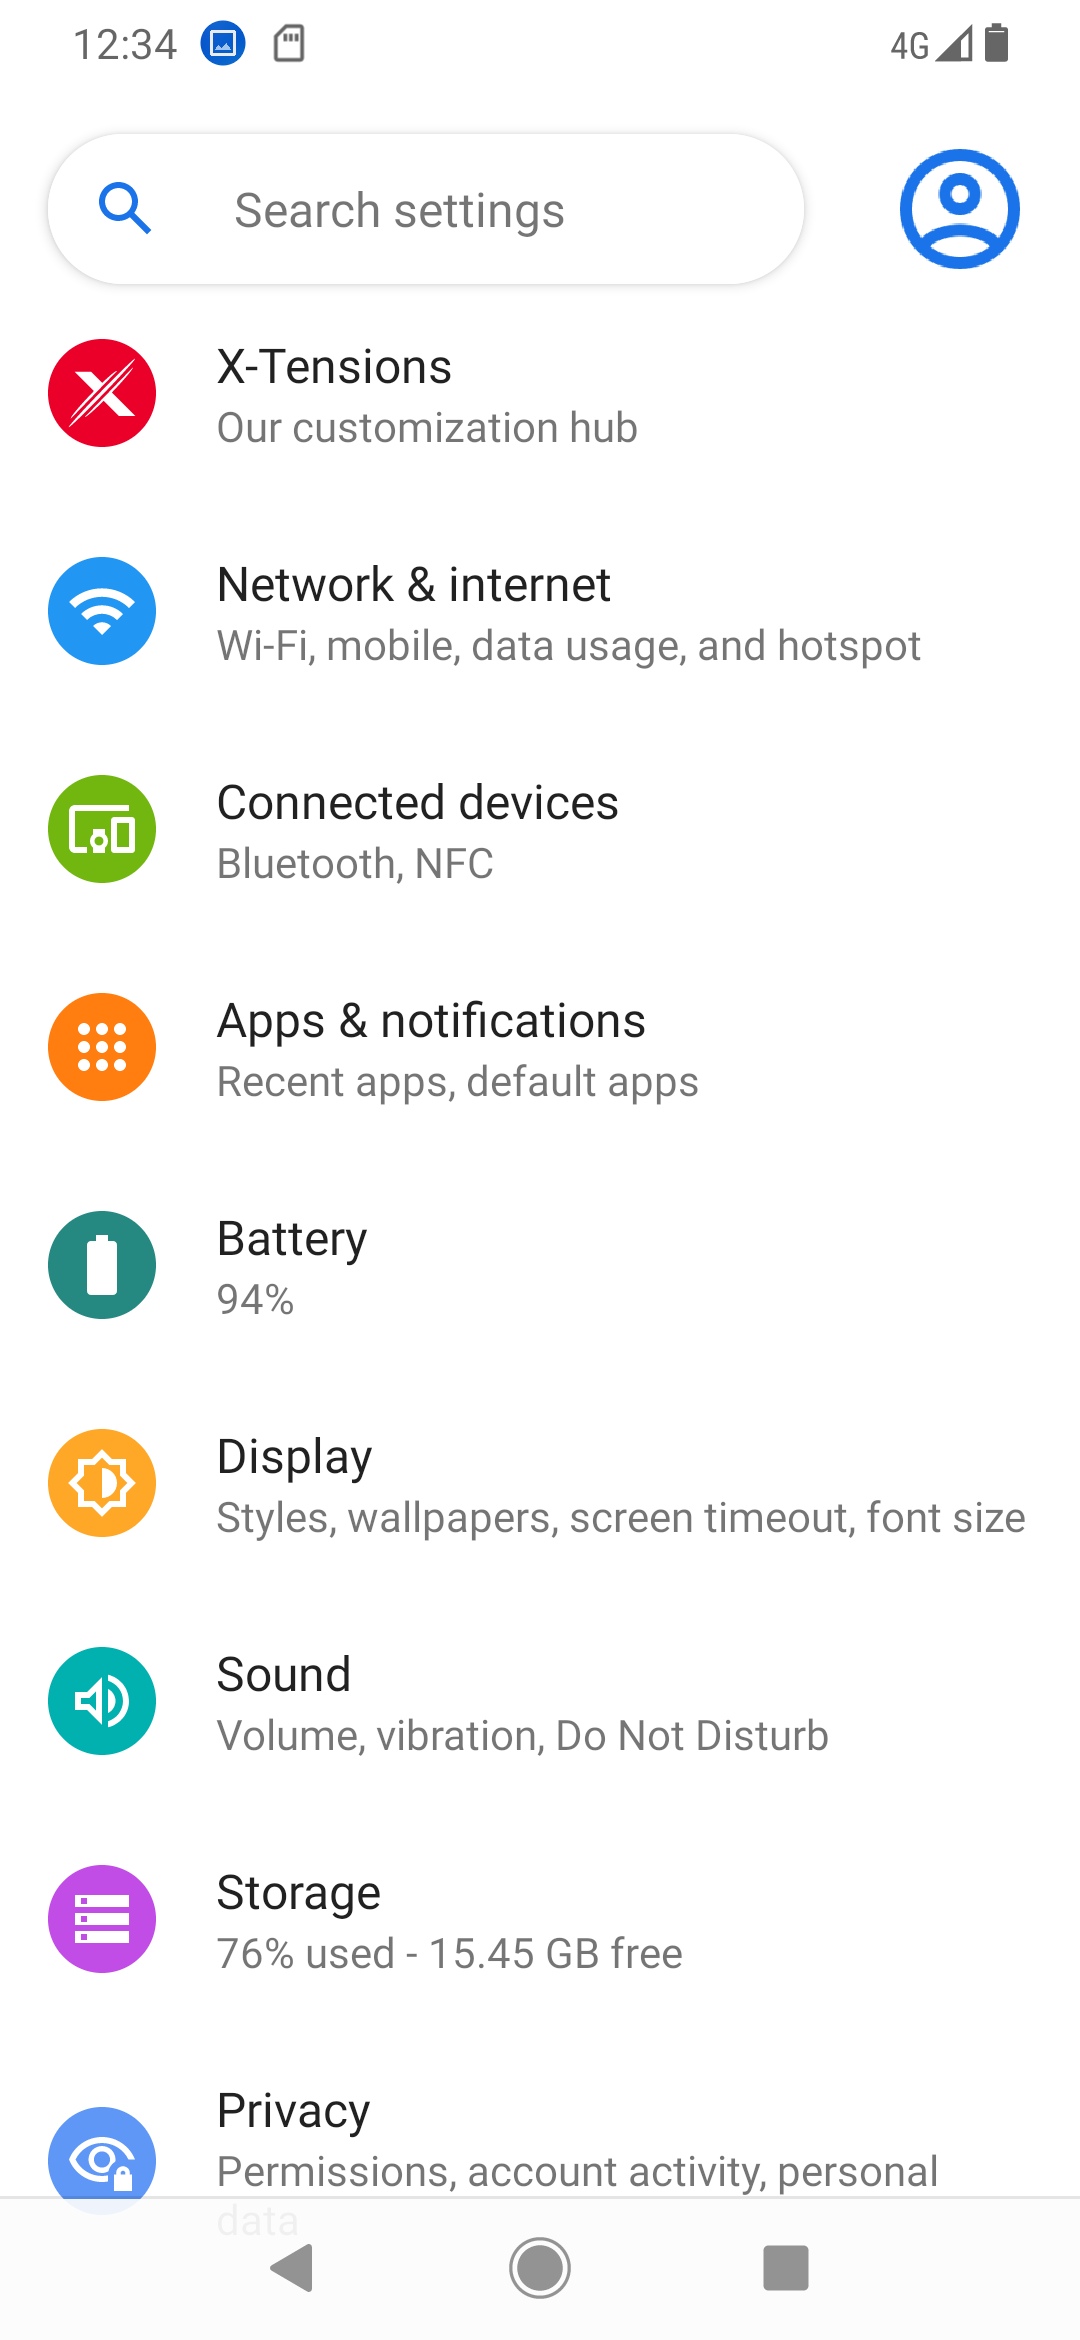 12:34
4G
Search settings
X-Tensions
Our customization hub
Network & internet
Wi-Fi, mobile, data usage, and hotspot
Connected devices
Bluetooth, NFC
Apps & notifications
Recent apps, default apps
Battery
94%
Display
Styles, wallpapers, screen timeout, font size
Sound
Volume, vibration, Do Not Disturb
Storage
76% used - 15.45 GB free
Privacy
Permissions, account activity, personal
data